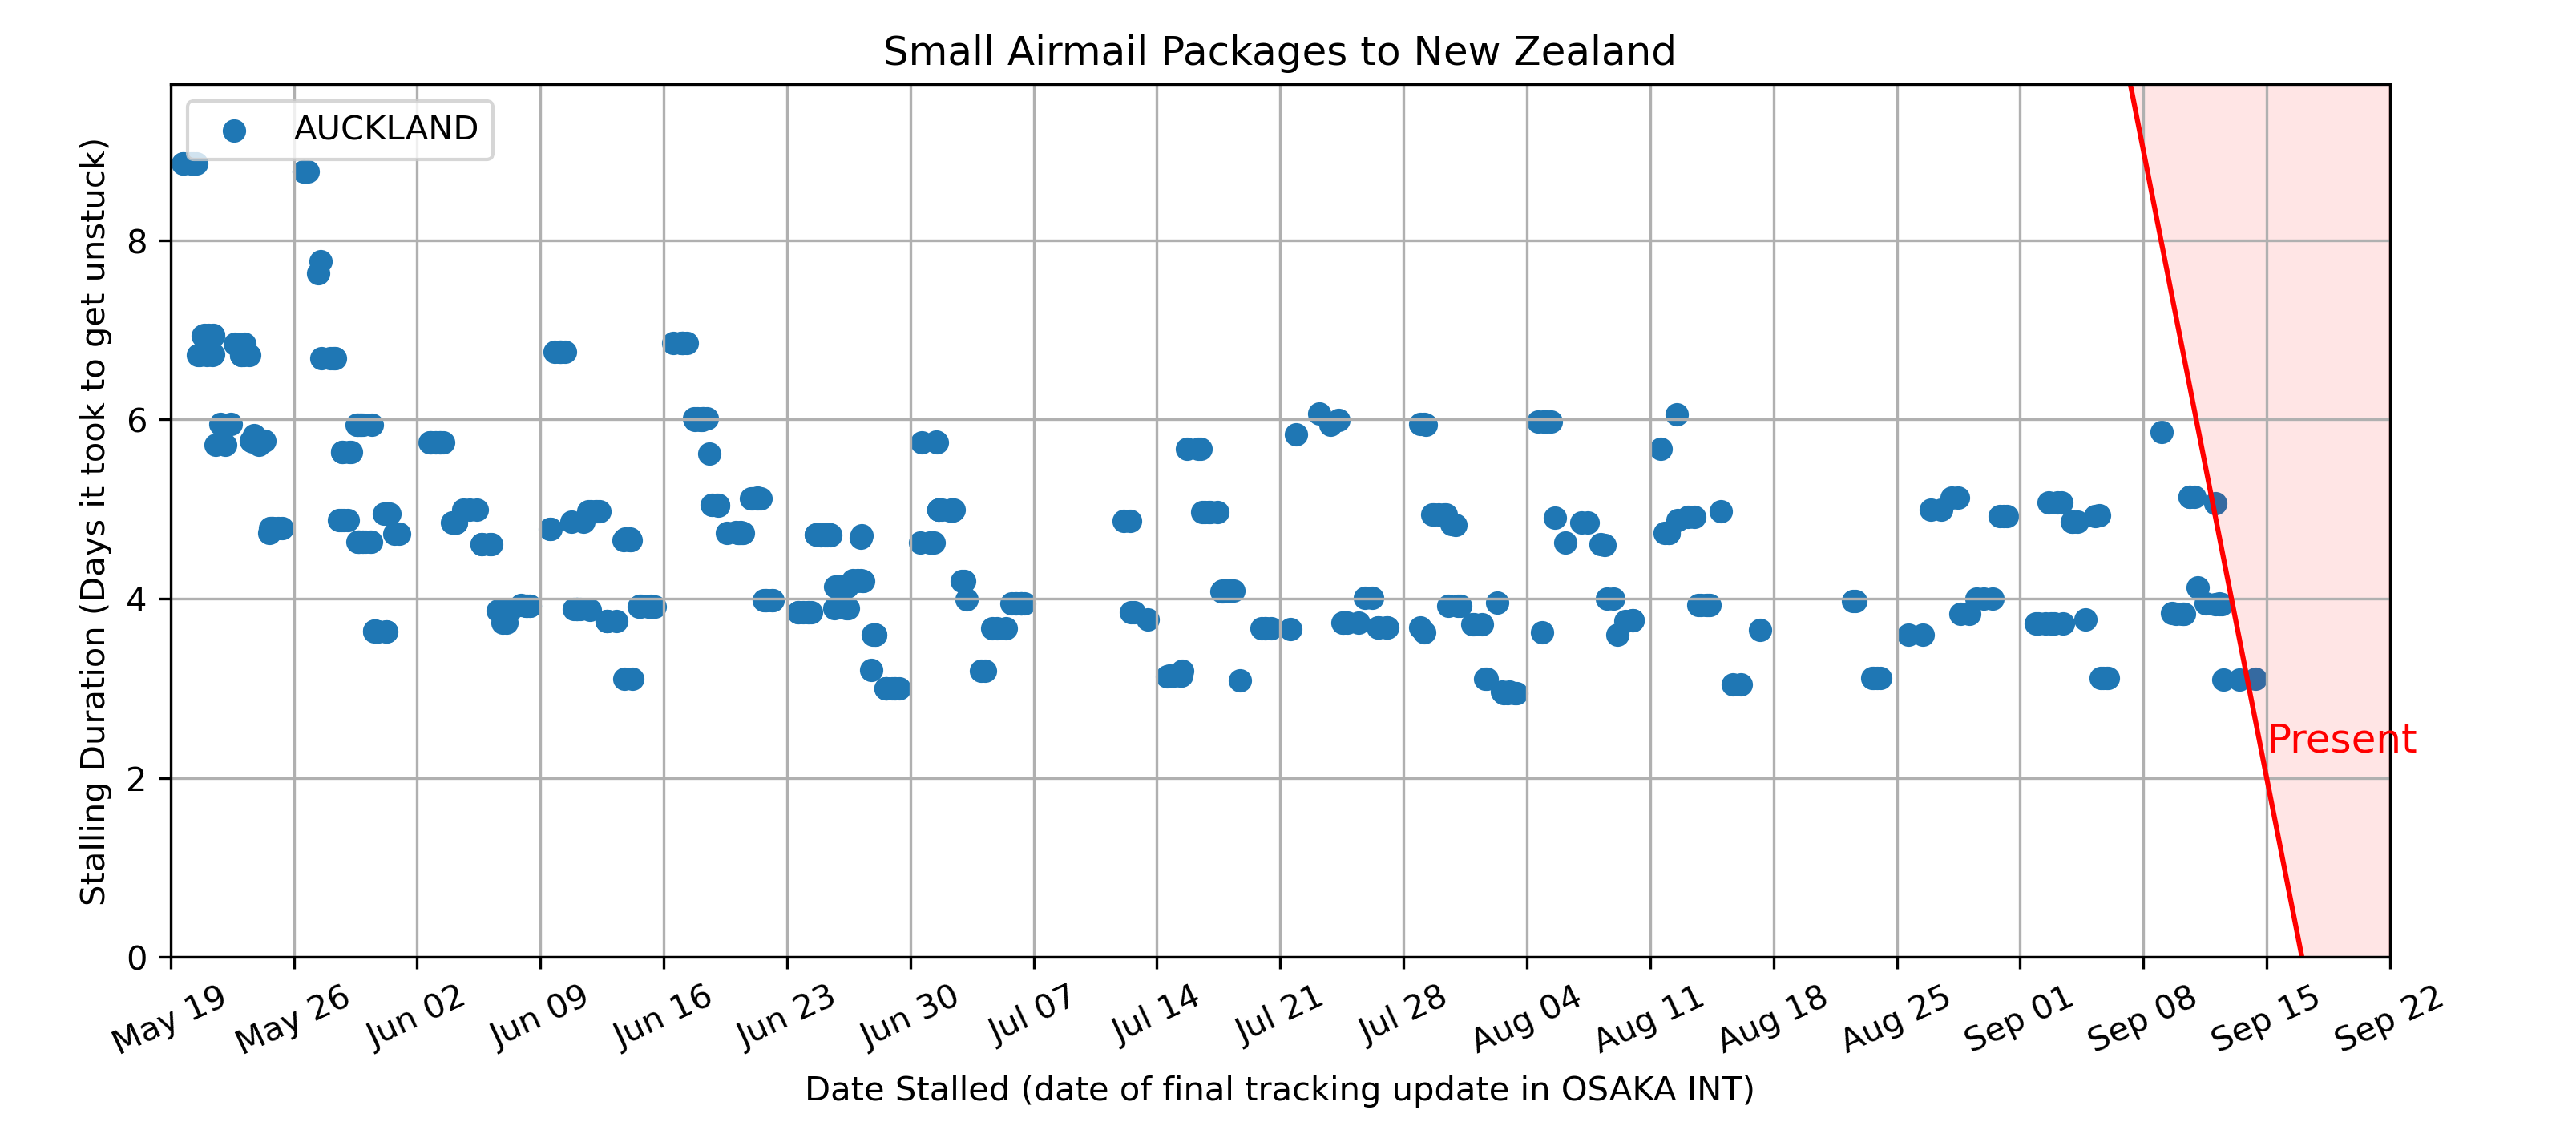 Small Airmail Packages to New Zealand
AUCKLAND
Stalling Duration (Days it took to get unstuck)
8
6
4
2
0
Present
May 19
May 26
Jun 02
Jun 09
Jun 16
Jun 23
Jun 30
Jul 07
Jul 14
Jul 21
Jul 28
Aug 04
Aug 11
Aug 18
Aug 25
Sep 01
Sep 08
Sep 15
Sep 22
Date Stalled (date of final tracking update in OSAKA INT)